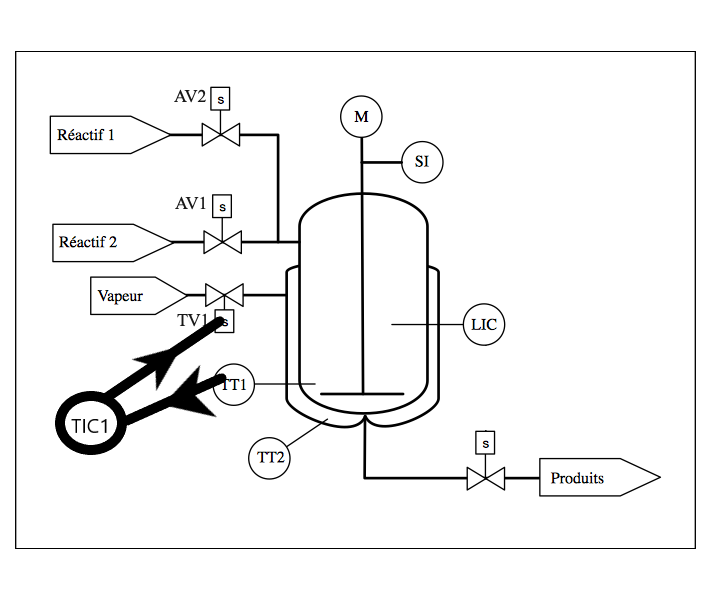 AV2
s
M
Réactif 1
SI
AV1
s
Réactif 2
Vapeur
TV1
s
LIC
TT1
TIC1
s
TT2
Produits